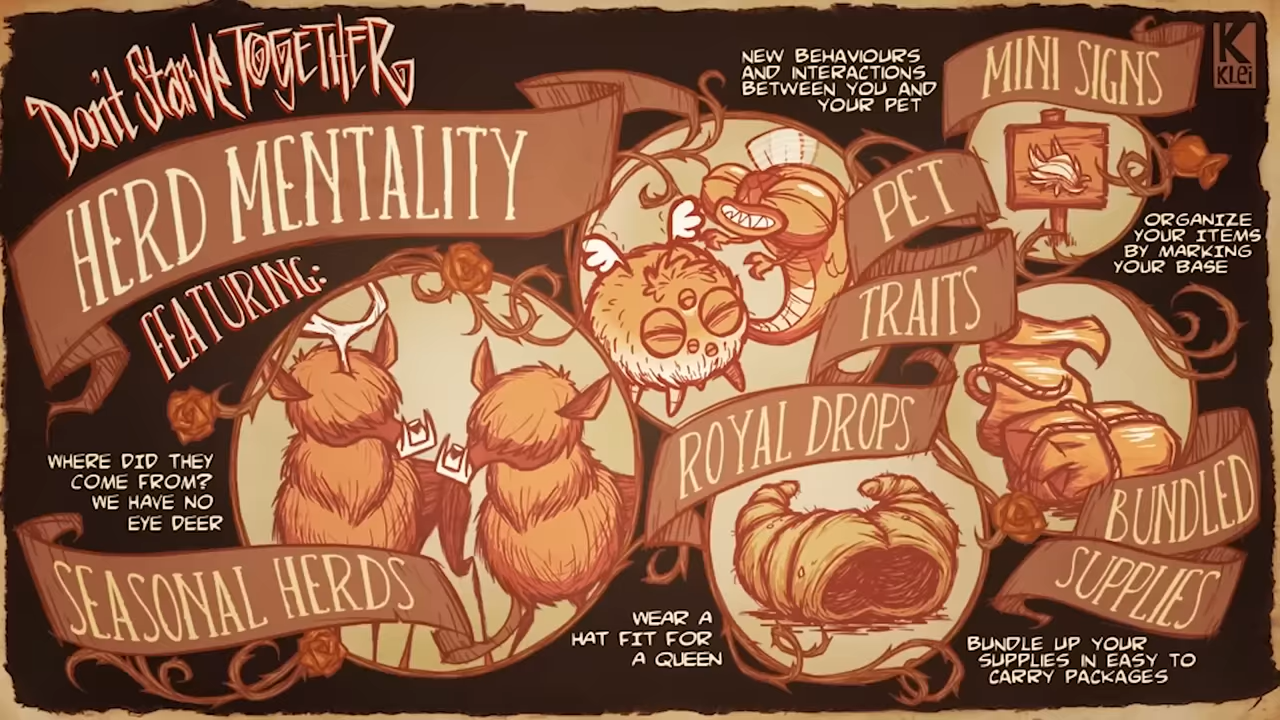 Don't Starve TOGETHER
HERD MENTALITY
FEATURING:
WHERE DID THEY
COME FROM?
WE HAVE NO
EYE DEER
SEASONAL HERDS
NEW BEHAVIOURS
AND INTERACTIONS
BETWEEN YOU AND
YOUR PET
PET
TRAITS
MINI SIGNS
ORGANIZE
YOUR ITEMS
BY MARKING
YOUR BASE
ROYAL DROPS
WEAR A
HAT FIT FOR
A QUEEN
BUNDLED
SUPPLIES
BUNDLE UP YOUR
SUPPLIES IN EASY TO
CARRY PACKAGES
K
KLEI